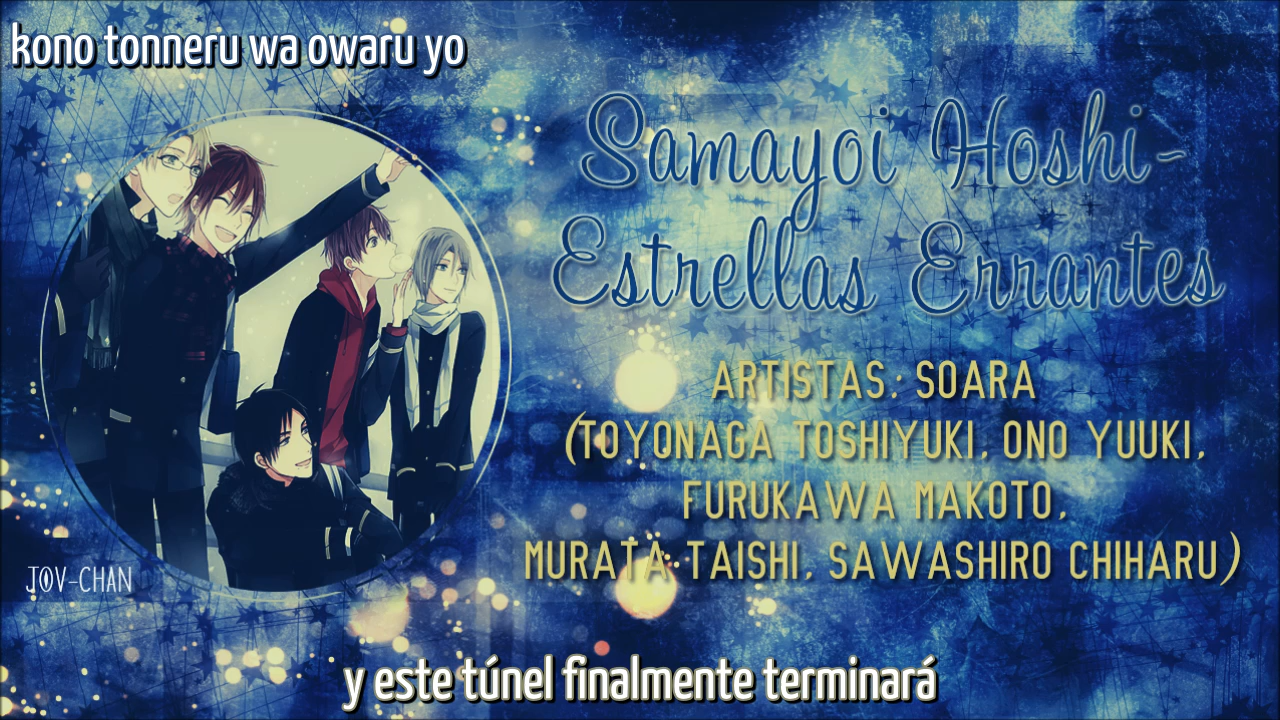 kono tonneru wa owaru yo
Samayoi Hoshi-
Estrellas Errantes
ARTISTAS: SOARA
(TOYONAGA TOSHIYUKI, ONO YUUKI,
FURUKAWA MAKOTO,
MURATA TAISHI, SAWASHIRO CHIHARU)
JOV-CHAN
y este túnel finalmente terminará